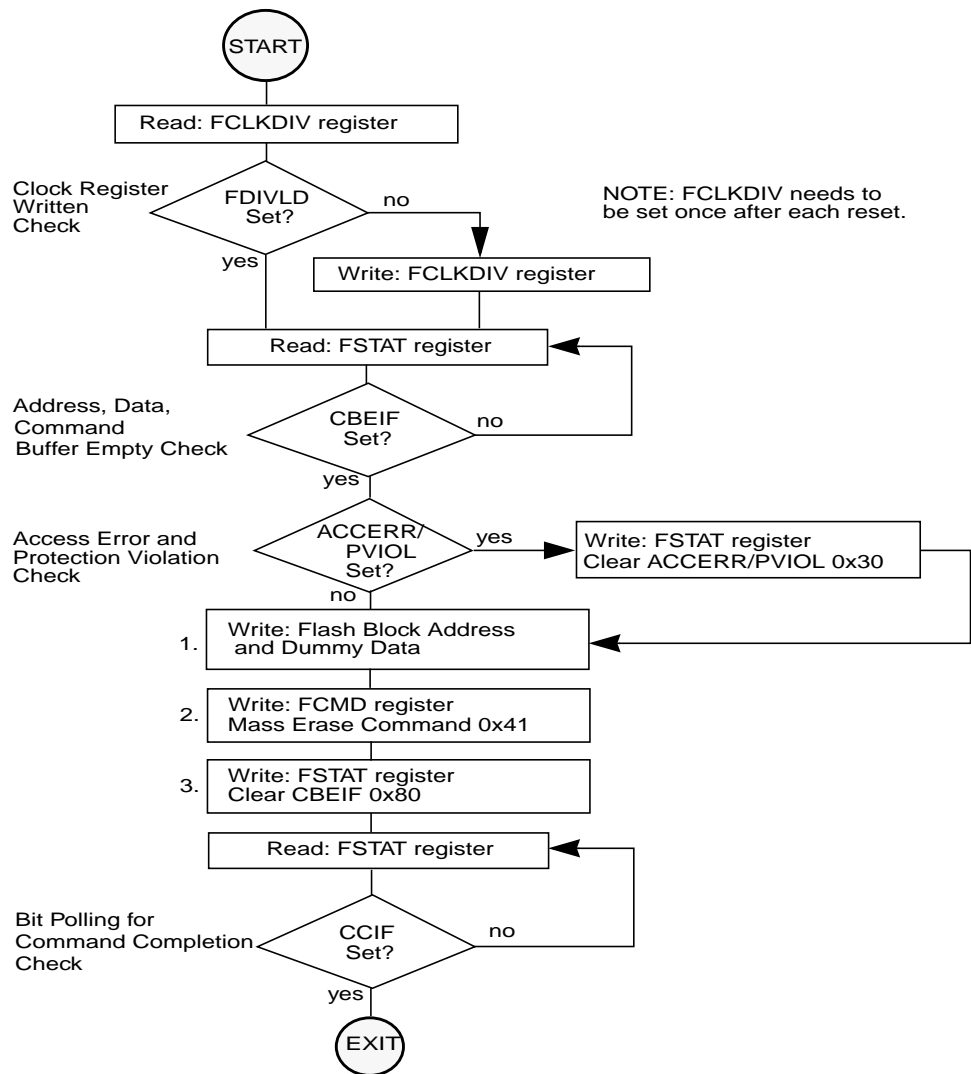 START
Read: FCLKDIV register
Clock Register
Written
Check
FDIVLD
Set?
no
yes
NOTE: FCLKDIV needs to
be set once after each reset.
Write: FCLKDIV register
Read: FSTAT register
Address, Data,
Command
Buffer Empty Check
CBEIF
Set?
no
yes
Access Error and
Protection Violation
Check
ACCERR/
PVIOL
Set?
yes
no
Write: FSTAT register
Clear ACCERR/PVIOL 0x30
1.
Write: Flash Block Address
and Dummy Data
2.
Write: FCMD register
Mass Erase Command 0x41
3.
Write: FSTAT register
Clear CBEIF 0x80
Read: FSTAT register
Bit Polling for
Command Completion
Check
CCIF
Set?
no
yes
EXIT